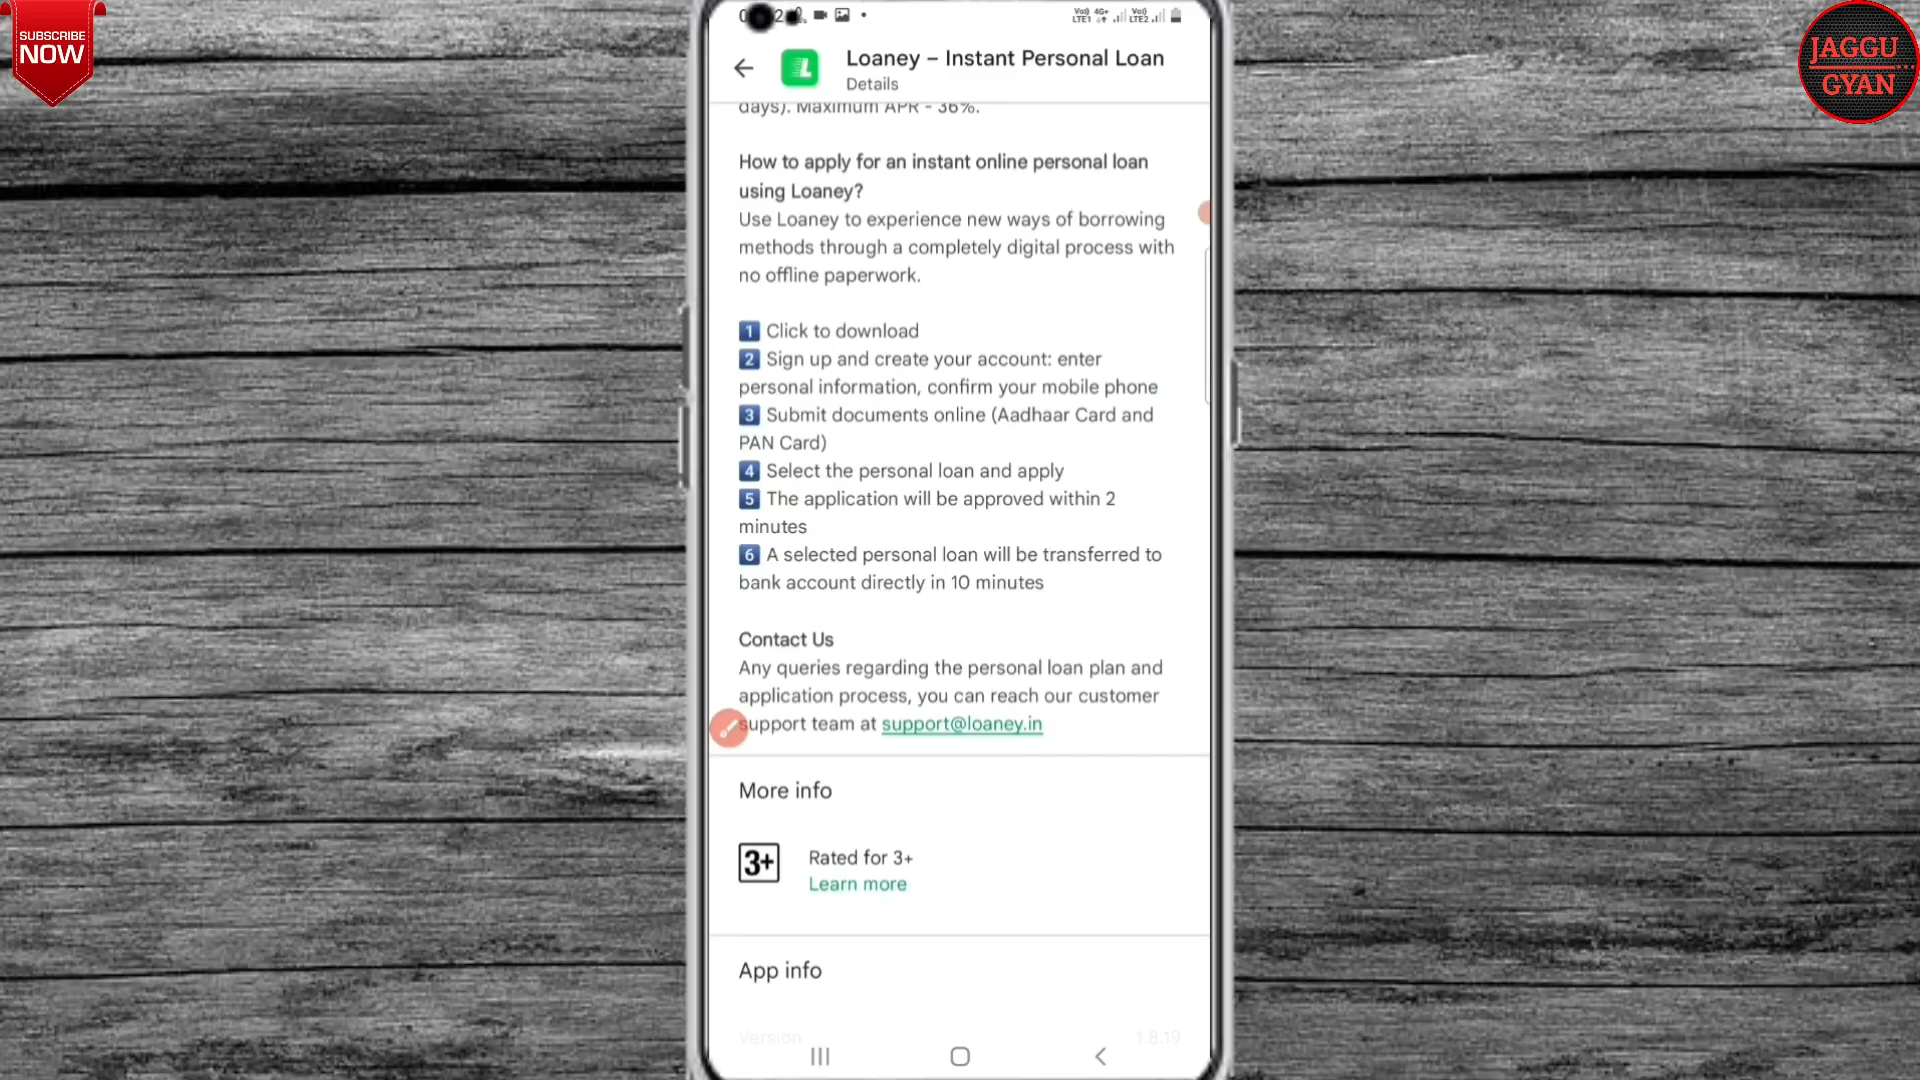 SUBSCRIBE
NOW
JAGGU
GYAN
Loaney – Instant Personal Loan
Details
days). Maximum APR - 36%.
How to apply for an instant online personal loan
using Loaney?
Use Loaney to experience new ways of borrowing
methods through a completely digital process with
no offline paperwork.
1 Click to download
2 Sign up and create your account: enter
personal information, confirm your mobile phone
3 Submit documents online (Aadhaar Card and
PAN Card)
4 Select the personal loan and apply
5 The application will be approved within 2
minutes
6 A selected personal loan will be transferred to
bank account directly in 10 minutes
Contact Us
Any queries regarding the personal loan plan and
application process, you can reach our customer
support team at support@loaney.in
More info
3+ Rated for 3+
Learn more
App info
Version 1.8.19